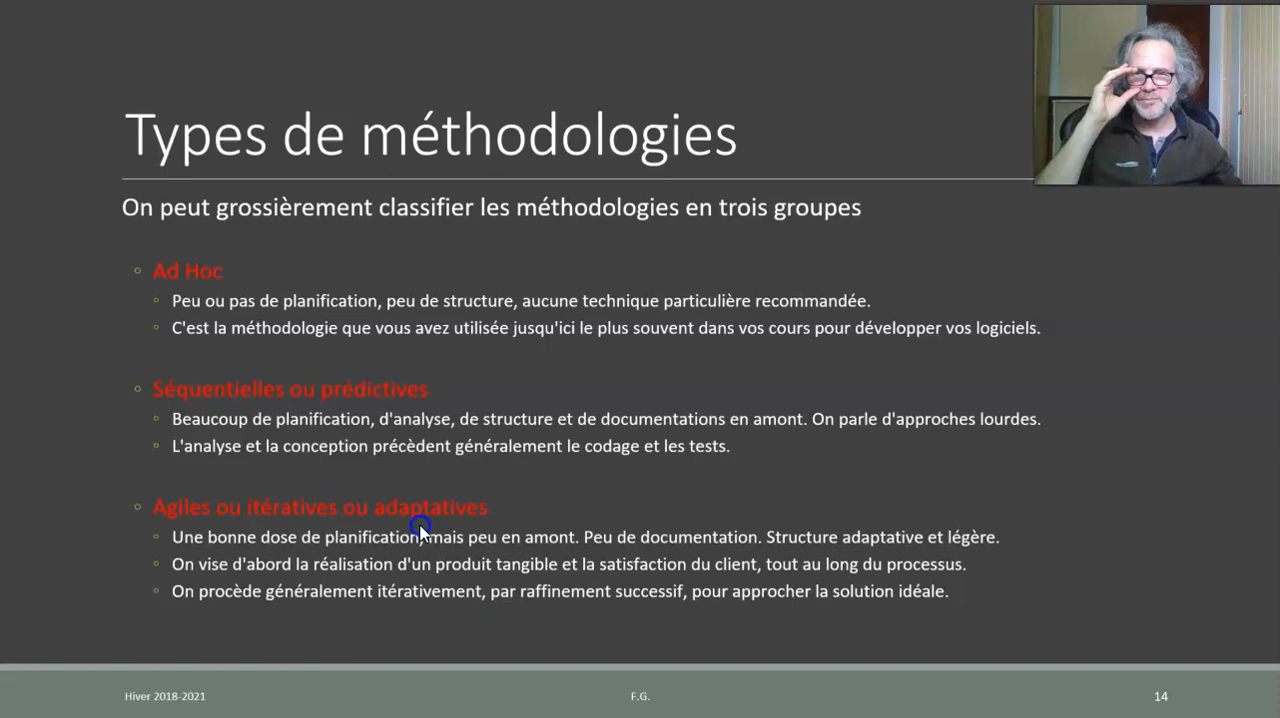 Types de méthodologies
On peut grossièrement classifier les méthodologies en trois groupes
Ad Hoc
Peu ou pas de planification, peu de structure, aucune technique particulière recommandée.
C'est la méthodologie que vous avez utilisée jusqu'ici le plus souvent dans vos cours pour développer vos logiciels.
Séquentielles ou prédictives
Beaucoup de planification, d'analyse, de structure et de documentations en amont. On parle d'approches lourdes.
L'analyse et la conception précèdent généralement le codage et les tests.
Agiles ou itératives ou adaptatives
Une bonne dose de planification, mais peu en amont. Peu de documentation. Structure adaptative et légère.
On vise d'abord la réalisation d'un produit tangible et la satisfaction du client, tout au long du processus.
On procède généralement itérativement, par raffinement successif, pour approcher la solution idéale.
Hiver 2018-2021 F.G. 14